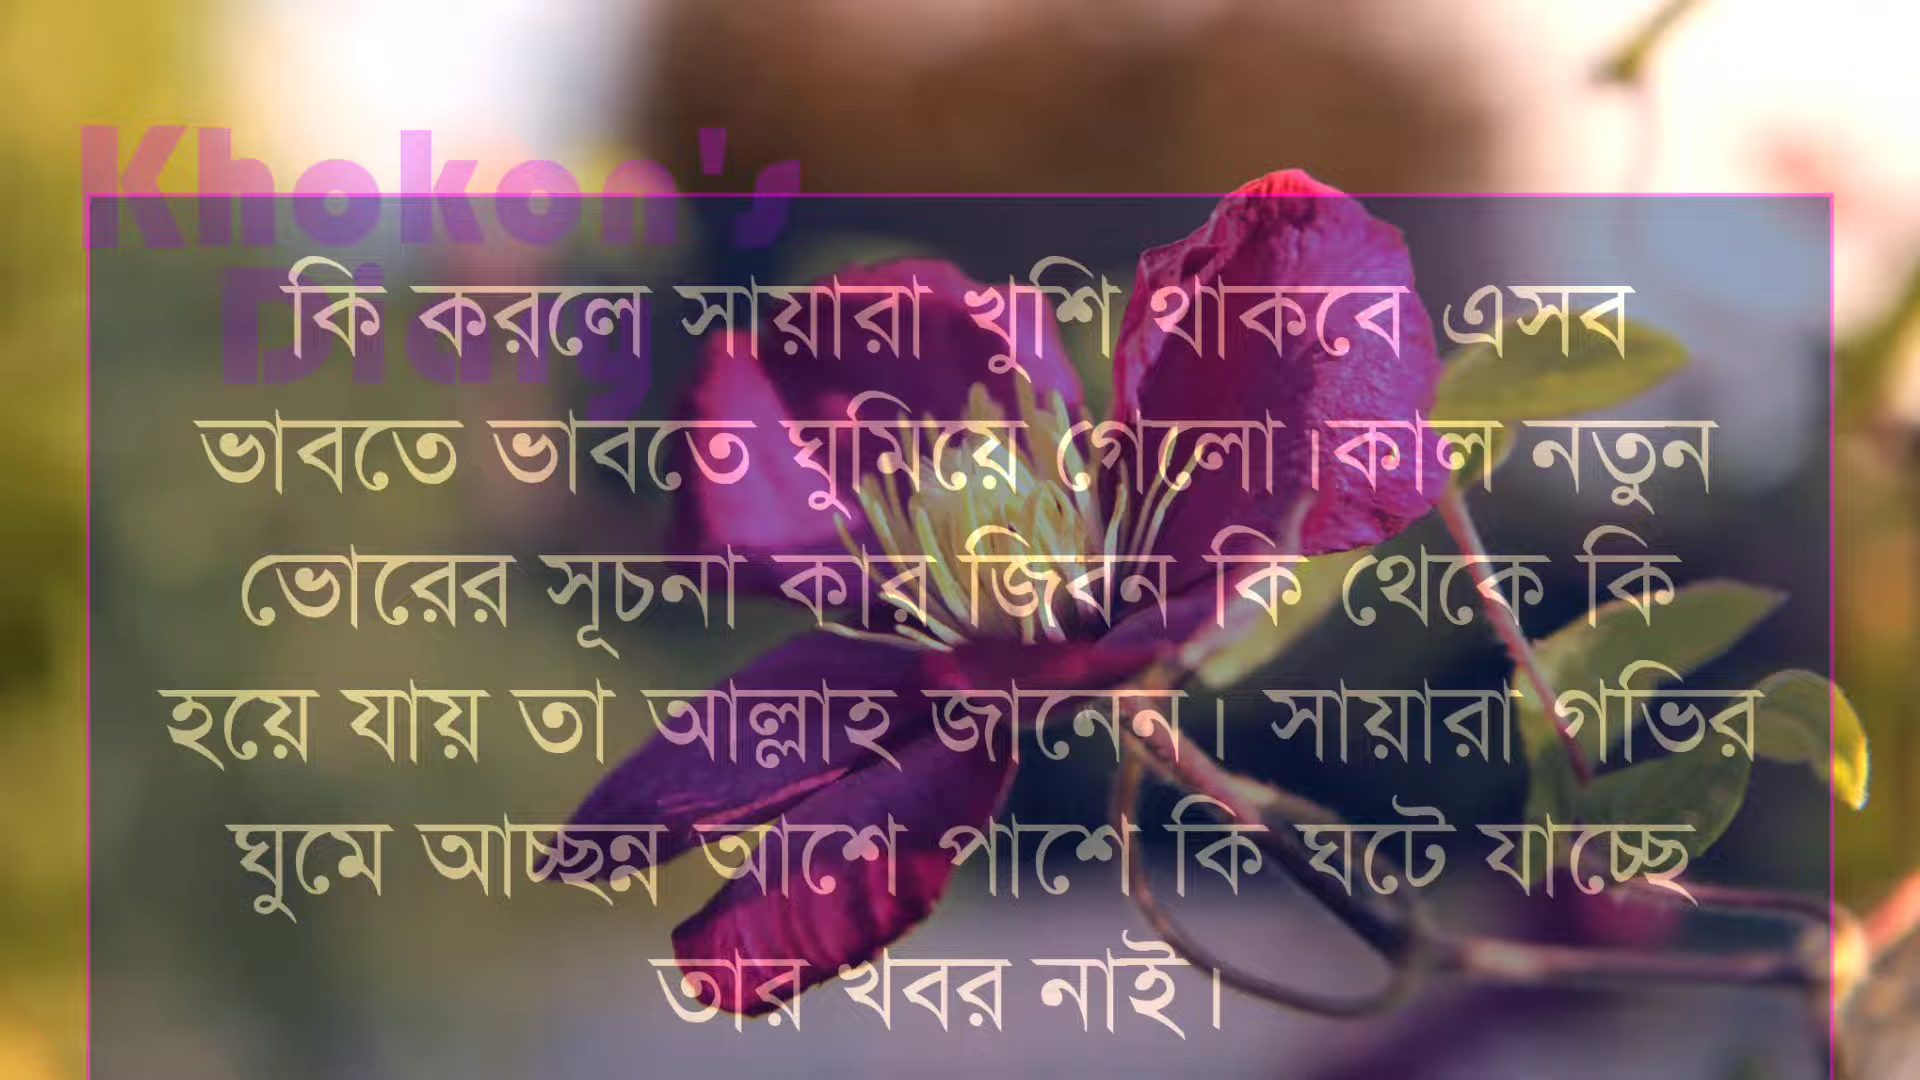 Khokon's
Diary
কি করলে সায়ারা খুশি থাকবে এসব
ভাবতে ভাবতে ঘুমিয়ে গেলো।কাল নতুন
ভোরের সূচনা কার জিবন কি থেকে কি
হয়ে যায় তা আল্লাহ জানেন। সায়ারা গভির
ঘুমে আচ্ছন্ন আশে পাশে কি ঘটে যাচ্ছে
তার খবর নাই।